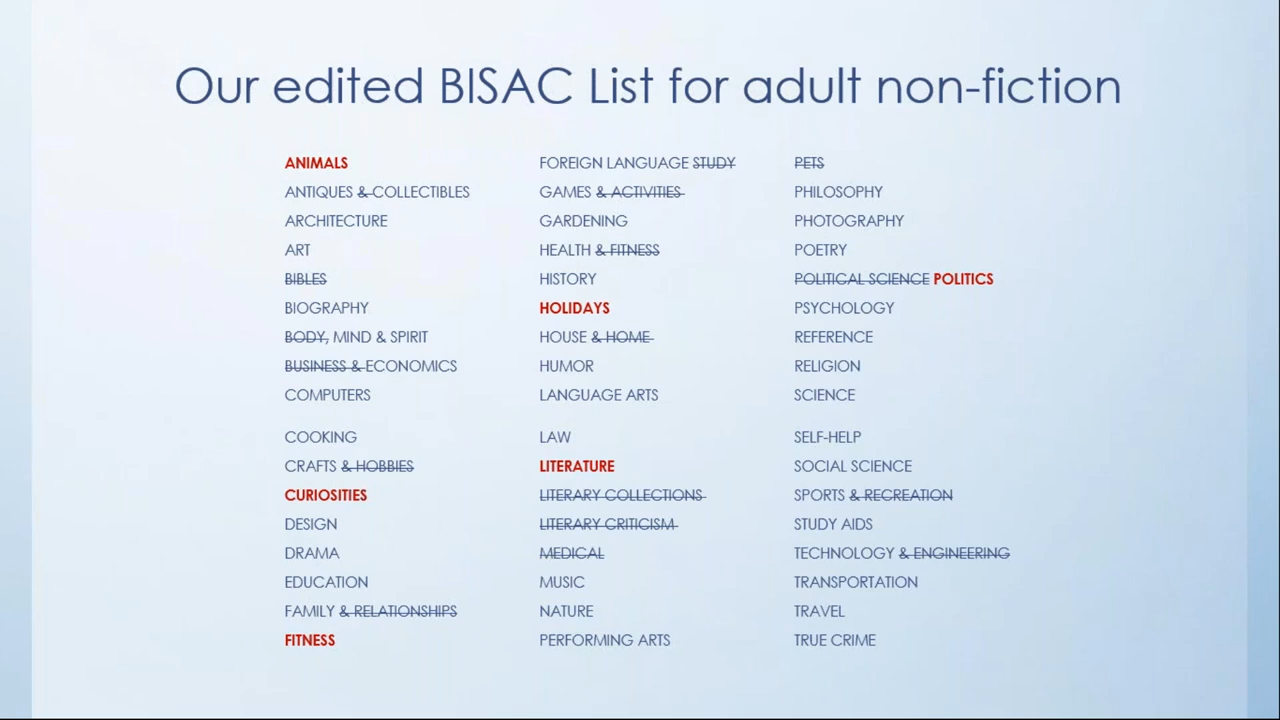 Our edited BISAC List for adult non-fiction
ANIMALS
ANTIQUES & COLLECTIBLES
ARCHITECTURE
ART
BIBLES
BIOGRAPHY
BODY, MIND & SPIRIT
BUSINESS & ECONOMICS
COMPUTERS
COOKING
CRAFTS & HOBBIES
CURIOSITIES
DESIGN
DRAMA
EDUCATION
FAMILY & RELATIONSHIPS
FITNESS
FOREIGN LANGUAGE STUDY
GAMES & ACTIVITIES
GARDENING
HEALTH & FITNESS
HISTORY
HOLIDAYS
HOUSE & HOME
HUMOR
LANGUAGE ARTS
LAW
LITERATURE
LITERARY COLLECTIONS
LITERARY CRITICISM
MEDICAL
MUSIC
NATURE
PERFORMING ARTS
PETS
PHILOSOPHY
PHOTOGRAPHY
POETRY
POLITICAL SCIENCE POLITICS
PSYCHOLOGY
REFERENCE
RELIGION
SCIENCE
SELF-HELP
SOCIAL SCIENCE
SPORTS & RECREATION
STUDY AIDS
TECHNOLOGY & ENGINEERING
TRANSPORTATION
TRAVEL
TRUE CRIME